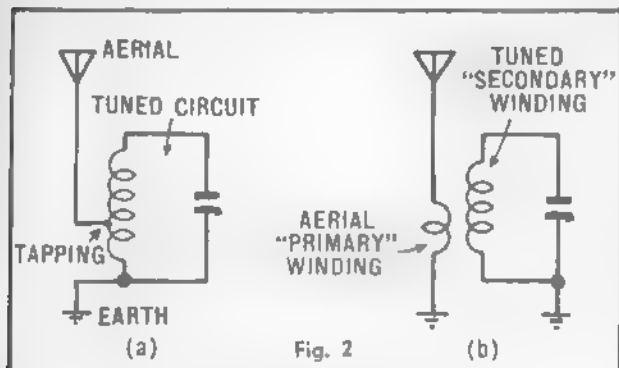 AERIAL
TUNED CIRCUIT
TAPPING
EARTH
(a)
Fig. 2
TUNED
"SECONDARY"
WINDING
AERIAL
"PRIMARY"
WINDING
(b)